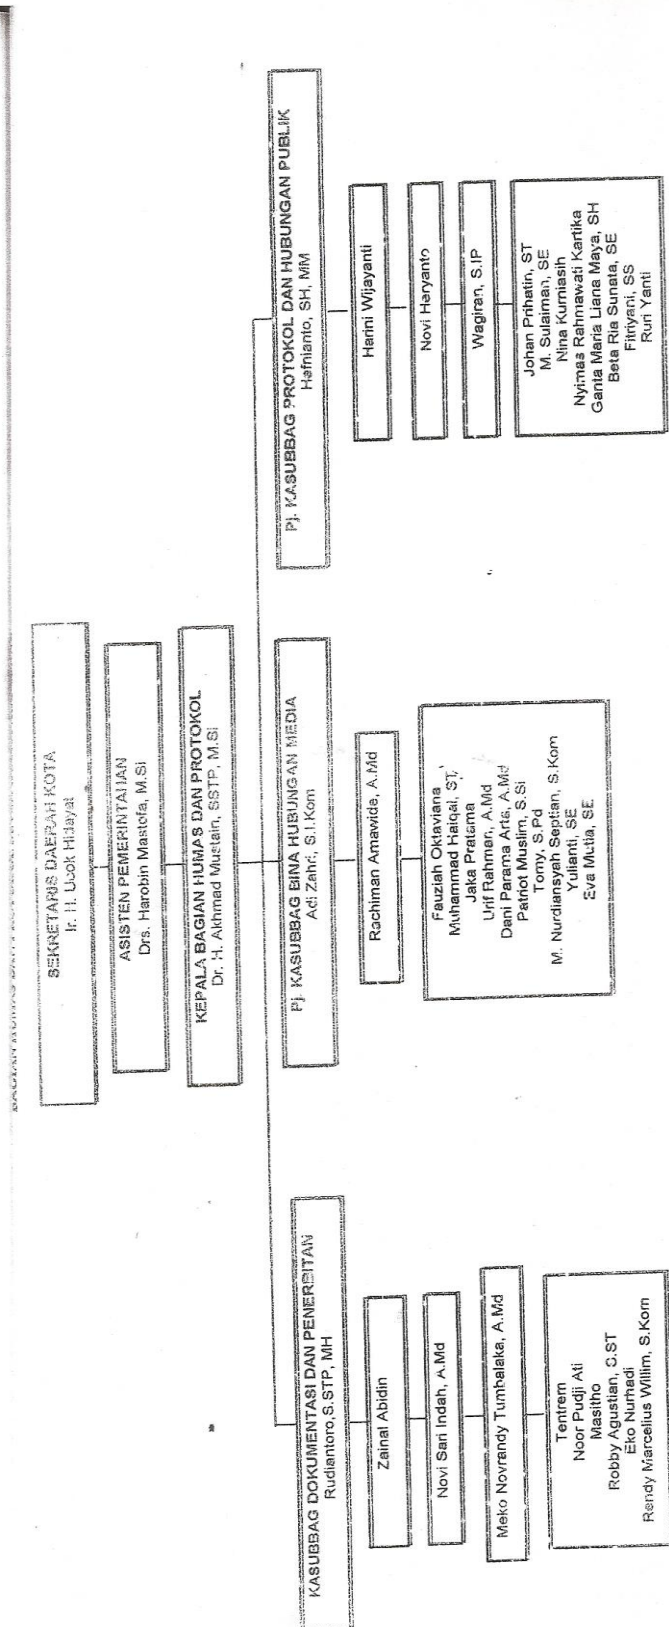 SEKRETARIS DAERAH KOTA
Ir. H. Ucok Hidayat
ASISTEN PEMERINTAHAN
Drs. Harobin Mastofa, M.Si
KEPALA BAGIAN HUMAS DAN PROTOKOL
Dr. H. Akhmad Mustain, SSTP, M.Si
KASUBBAG DOKUMENTASI DAN PENERBITAN
Rudiantoro,S.STP, MH
Zainal Abidin
Novi Sari Indah, A.Md
Meko Novrandy Tumbalaka, A.Md
Tentrem
Noor Pudji Ati
Masitho
Robby Agustian, C.ST
Eko Nurhadi
Rendy Marcelius Willim, S.Kom
Pj. KASUBBAG BINA HUBUNGAN MEDIA
Adi Zahri, S.I.Kom
Rachiman Amawide, A.Md
Fauziah Oktaviana
Muhammad Haiqal, ST,
Jaka Pratama
Urif Rahman, A.Md
Dani Parama Arta, A.Md
Patriot Muslim, S.Si
Tomy, S.Pd
M. Nurdiansyah Septian, S.Kom
Yulianti, SE
Eva Mutia, SE
Pj. KASUBBAG PROTOKOL DAN HUBUNGAN PUBLIK
Hafnianto, SH, MM
Harini Wijayanti
Novi Haryanto
Wagiran, S.IP
Johan Prihatin, ST
M. Sulaiman, SE
Nina Kurniasih
Nyimas Rahmawati Kartika
Ganta Maria Liana Maya, SH
Beta Ria Sunata, SE
Fitriyani, SS
Ruri Yanti